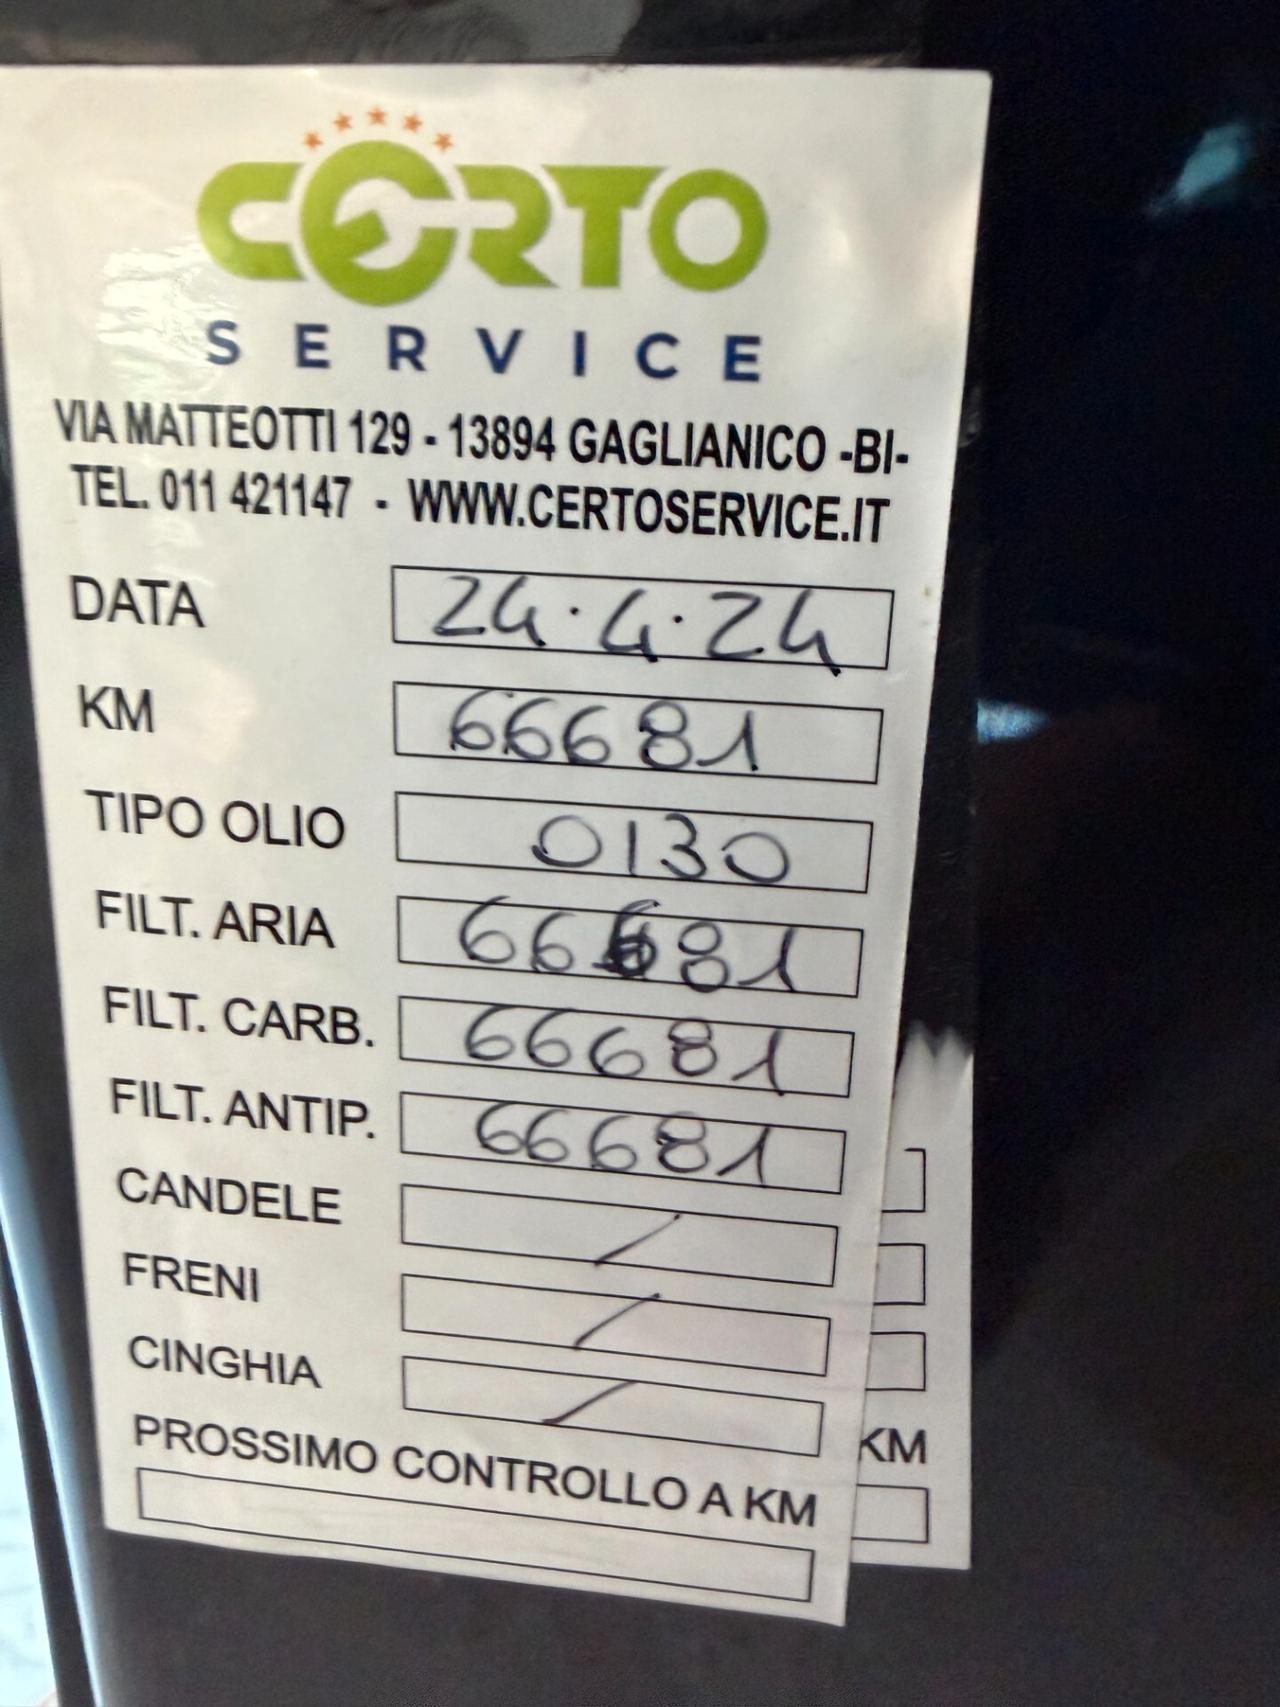 CERTO
SERVICE
VIA MATTEOTTI 129 - 13894 GAGLIANICO -BI-
TEL. 011 421147 - WWW.CERTOSERVICE.IT
DATA 24.4.24
KM 66681
TIPO OLIO 0130
FILT. ARIA 66681
FILT. CARB. 66681
FILT. ANTIP. 66681
CANDELE /
FRENI /
CINGHIA /
PROSSIMO CONTROLLO A KM
KM